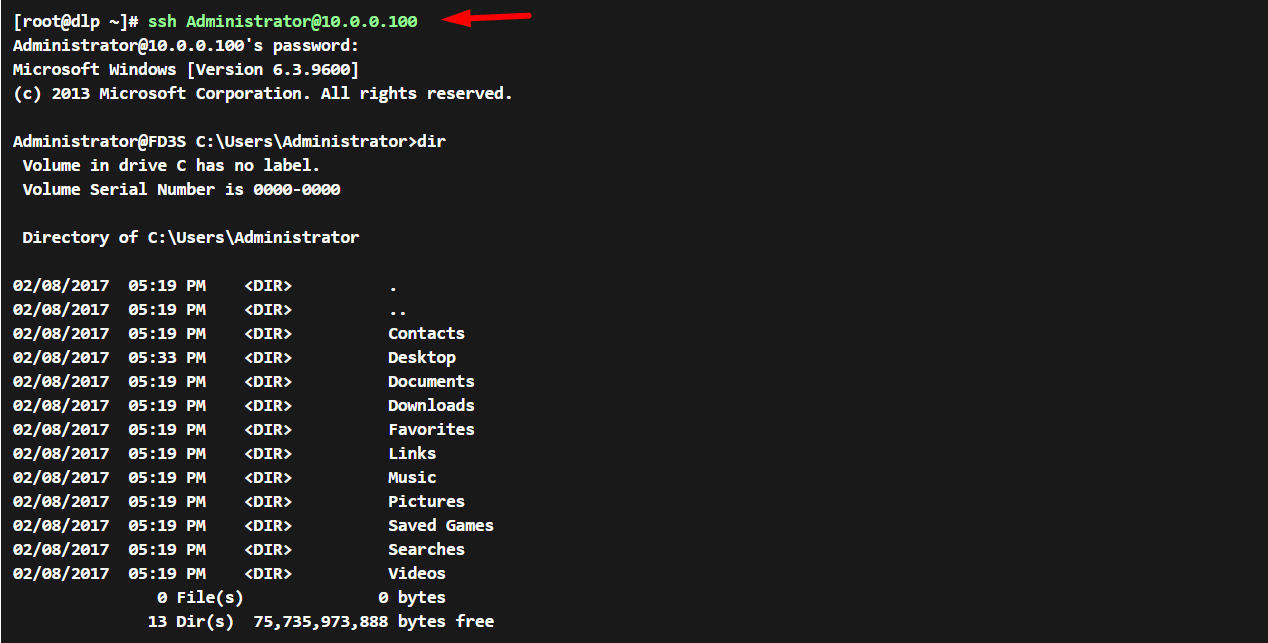 [root@dlp ~]# ssh Administrator@10.0.0.100
Administrator@10.0.0.100's password:
Microsoft Windows [Version 6.3.9600]
(c) 2013 Microsoft Corporation. All rights reserved.

Administrator@FD3S C:\Users\Administrator>dir
 Volume in drive C has no label.
 Volume Serial Number is 0000-0000

 Directory of C:\Users\Administrator

02/08/2017  05:19 PM    <DIR>          .
02/08/2017  05:19 PM    <DIR>          ..
02/08/2017  05:19 PM    <DIR>          Contacts
02/08/2017  05:33 PM    <DIR>          Desktop
02/08/2017  05:19 PM    <DIR>          Documents
02/08/2017  05:19 PM    <DIR>          Downloads
02/08/2017  05:19 PM    <DIR>          Favorites
02/08/2017  05:19 PM    <DIR>          Links
02/08/2017  05:19 PM    <DIR>          Music
02/08/2017  05:19 PM    <DIR>          Pictures
02/08/2017  05:19 PM    <DIR>          Saved Games
02/08/2017  05:19 PM    <DIR>          Searches
02/08/2017  05:19 PM    <DIR>          Videos
               0 File(s)              0 bytes
              13 Dir(s)  75,735,973,888 bytes free